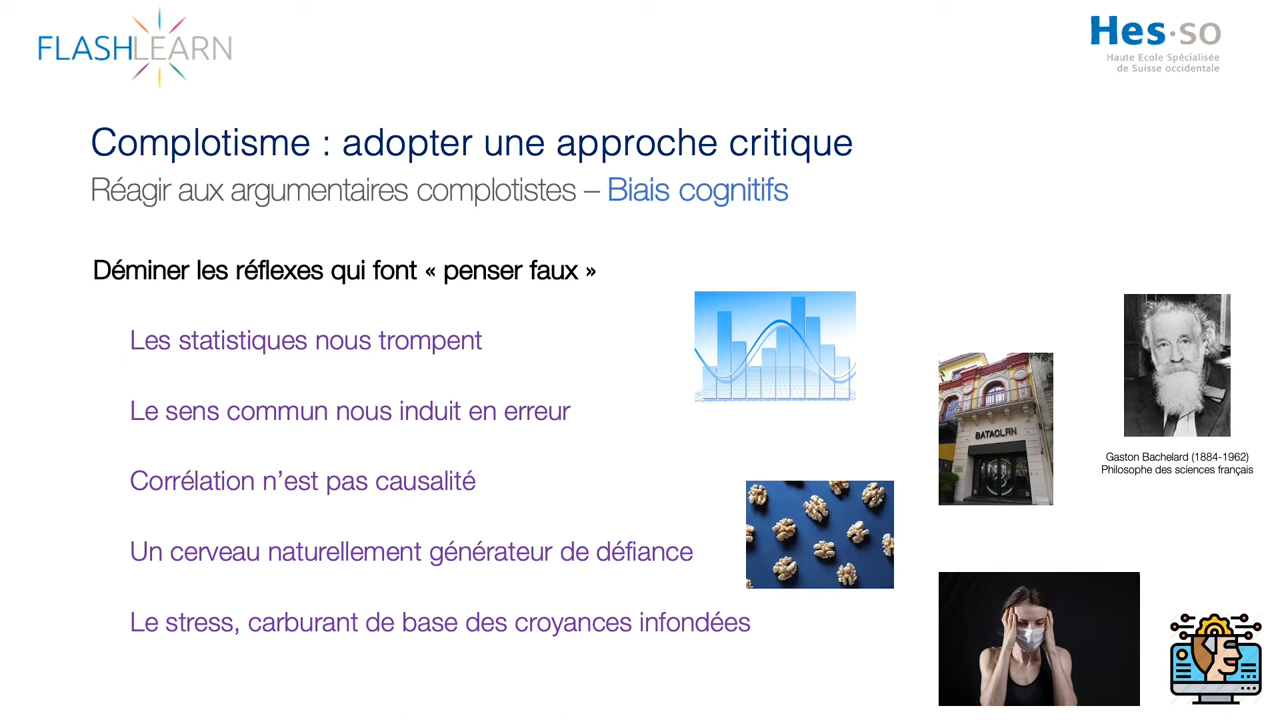 FLASHLEARN
Hes·so
Haute Ecole Spécialisée
de Suisse occidentale
Complotisme : adopter une approche critique
Réagir aux argumentaires complotistes – Biais cognitifs
Déminer les réflexes qui font « penser faux »
Les statistiques nous trompent
Le sens commun nous induit en erreur
Corrélation n’est pas causalité
Un cerveau naturellement générateur de défiance
Le stress, carburant de base des croyances infondées
BATACLAN
Gaston Bachelard (1884-1962)
Philosophe des sciences français